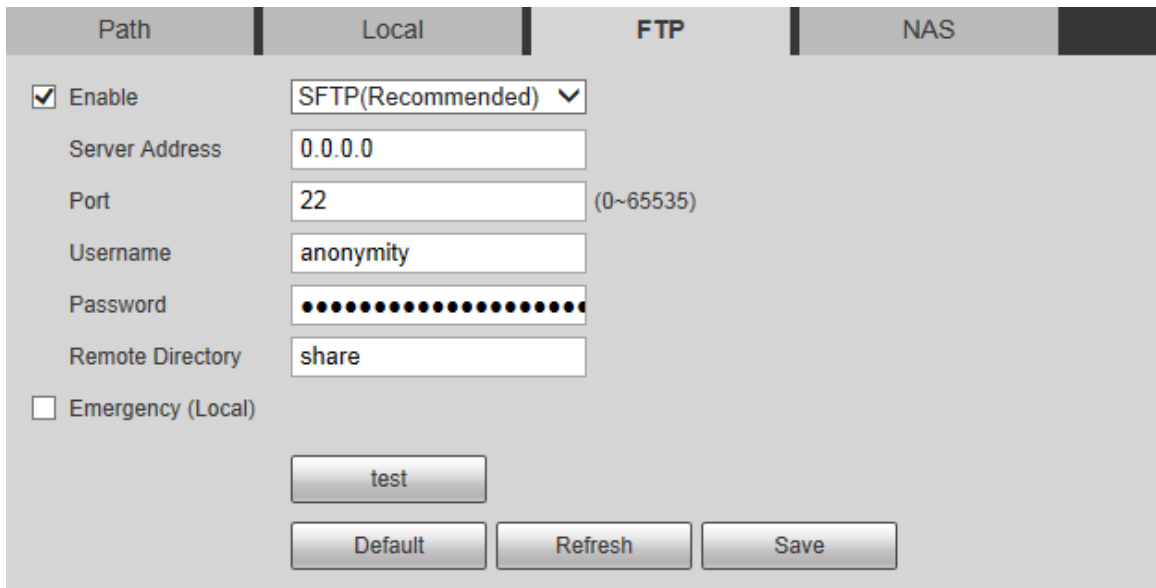 Path Local FTP NAS
Enable SFTP(Recommended)
Server Address 0.0.0.0
Port 22 (0~65535)
Username anonymity
Password ●●●●●●●●●●●●●●●●●●●●●●
Remote Directory share
Emergency (Local)
test
Default Refresh Save